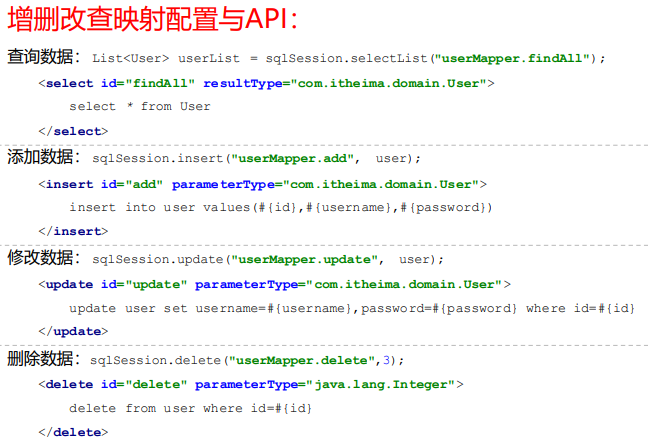 增删改查映射配置与API：
查询数据： List<User> userList = sqlSession.selectList("userMapper.findAll");
<select id="findAll" resultType="com.itheima.domain.User">
select * from User
</select>
添加数据： sqlSession.insert("userMapper.add", user);
<insert id="add" parameterType="com.itheima.domain.User">
insert into user values(#{id},#{username},#{password})
</insert>
修改数据： sqlSession.update("userMapper.update", user);
<update id="update" parameterType="com.itheima.domain.User">
update user set username=#{username},password=#{password} where id=#{id}
</update>
删除数据：sqlSession.delete("userMapper.delete",3);
<delete id="delete" parameterType="java.lang.Integer">
delete from user where id=#{id}
</delete>